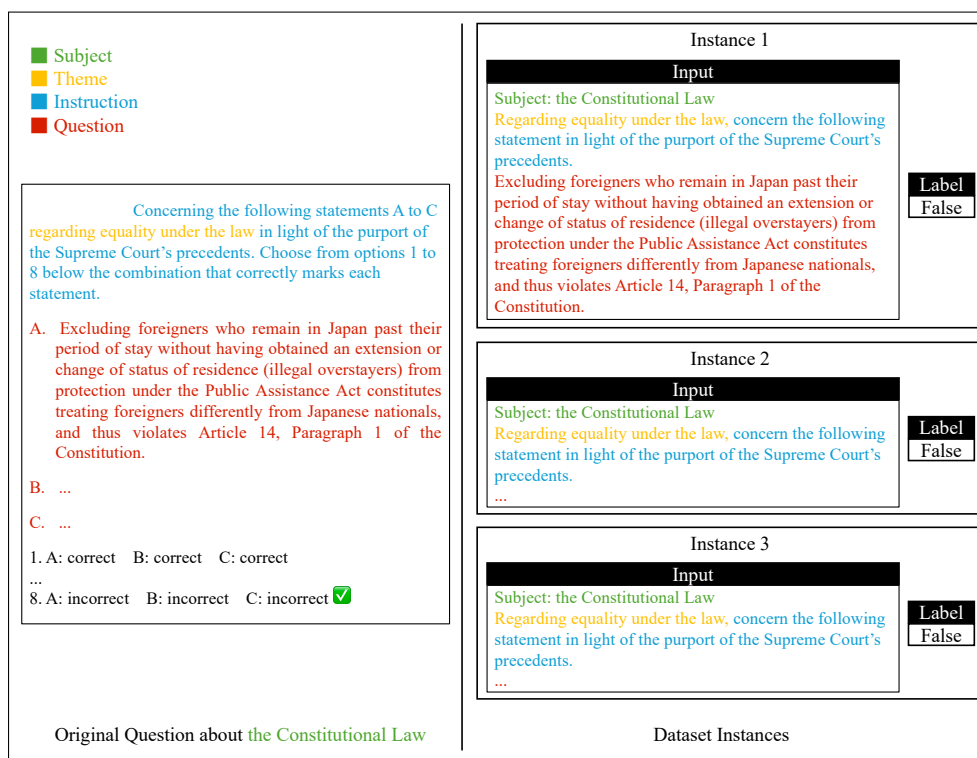 Subject
Theme
Instruction
Question
Concerning the following statements A to C
regarding equality under the law in light of the purport of
the Supreme Court's precedents. Choose from options 1 to
8 below the combination that correctly marks each
statement.
A. Excluding foreigners who remain in Japan past their
period of stay without having obtained an extension or
change of status of residence (illegal overstayers) from
protection under the Public Assistance Act constitutes
treating foreigners differently from Japanese nationals,
and thus violates Article 14, Paragraph 1 of the
Constitution.
B. ...
C. ...
1. A: correct B: correct C: correct
...
8. A: incorrect B: incorrect C: incorrect ✅
Original Question about the Constitutional Law
Instance 1
Input
Subject: the Constitutional Law
Regarding equality under the law, concern the following
statement in light of the purport of the Supreme Court's
precedents.
Excluding foreigners who remain in Japan past their
period of stay without having obtained an extension or
change of status of residence (illegal overstayers) from
protection under the Public Assistance Act constitutes
treating foreigners differently from Japanese nationals,
and thus violates Article 14, Paragraph 1 of the
Constitution.
Label
False
Instance 2
Input
Subject: the Constitutional Law
Regarding equality under the law, concern the following
statement in light of the purport of the Supreme Court's
precedents.
...
Label
False
Instance 3
Input
Subject: the Constitutional Law
Regarding equality under the law, concern the following
statement in light of the purport of the Supreme Court's
precedents.
...
Label
False
Dataset Instances